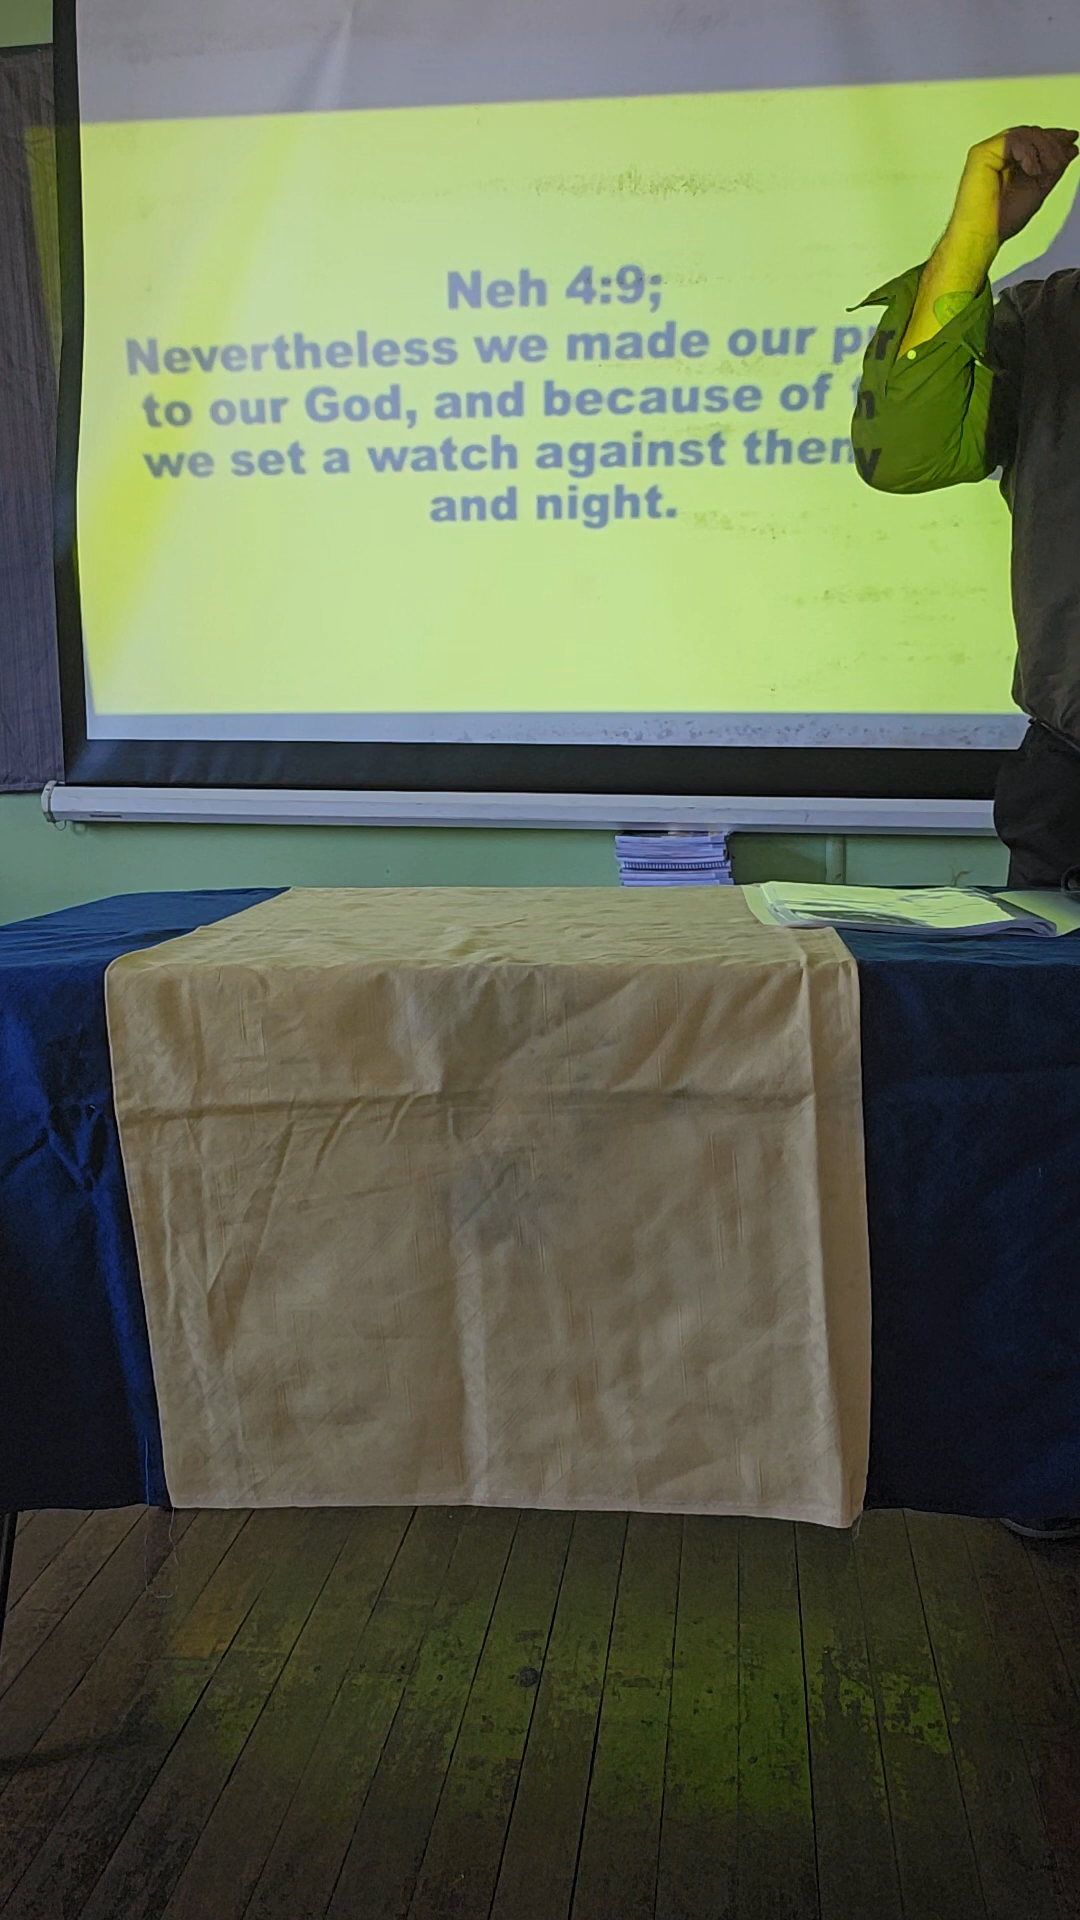 Neh 4:9;
Nevertheless we made our
to our God, and because of
we set a watch against
and night.